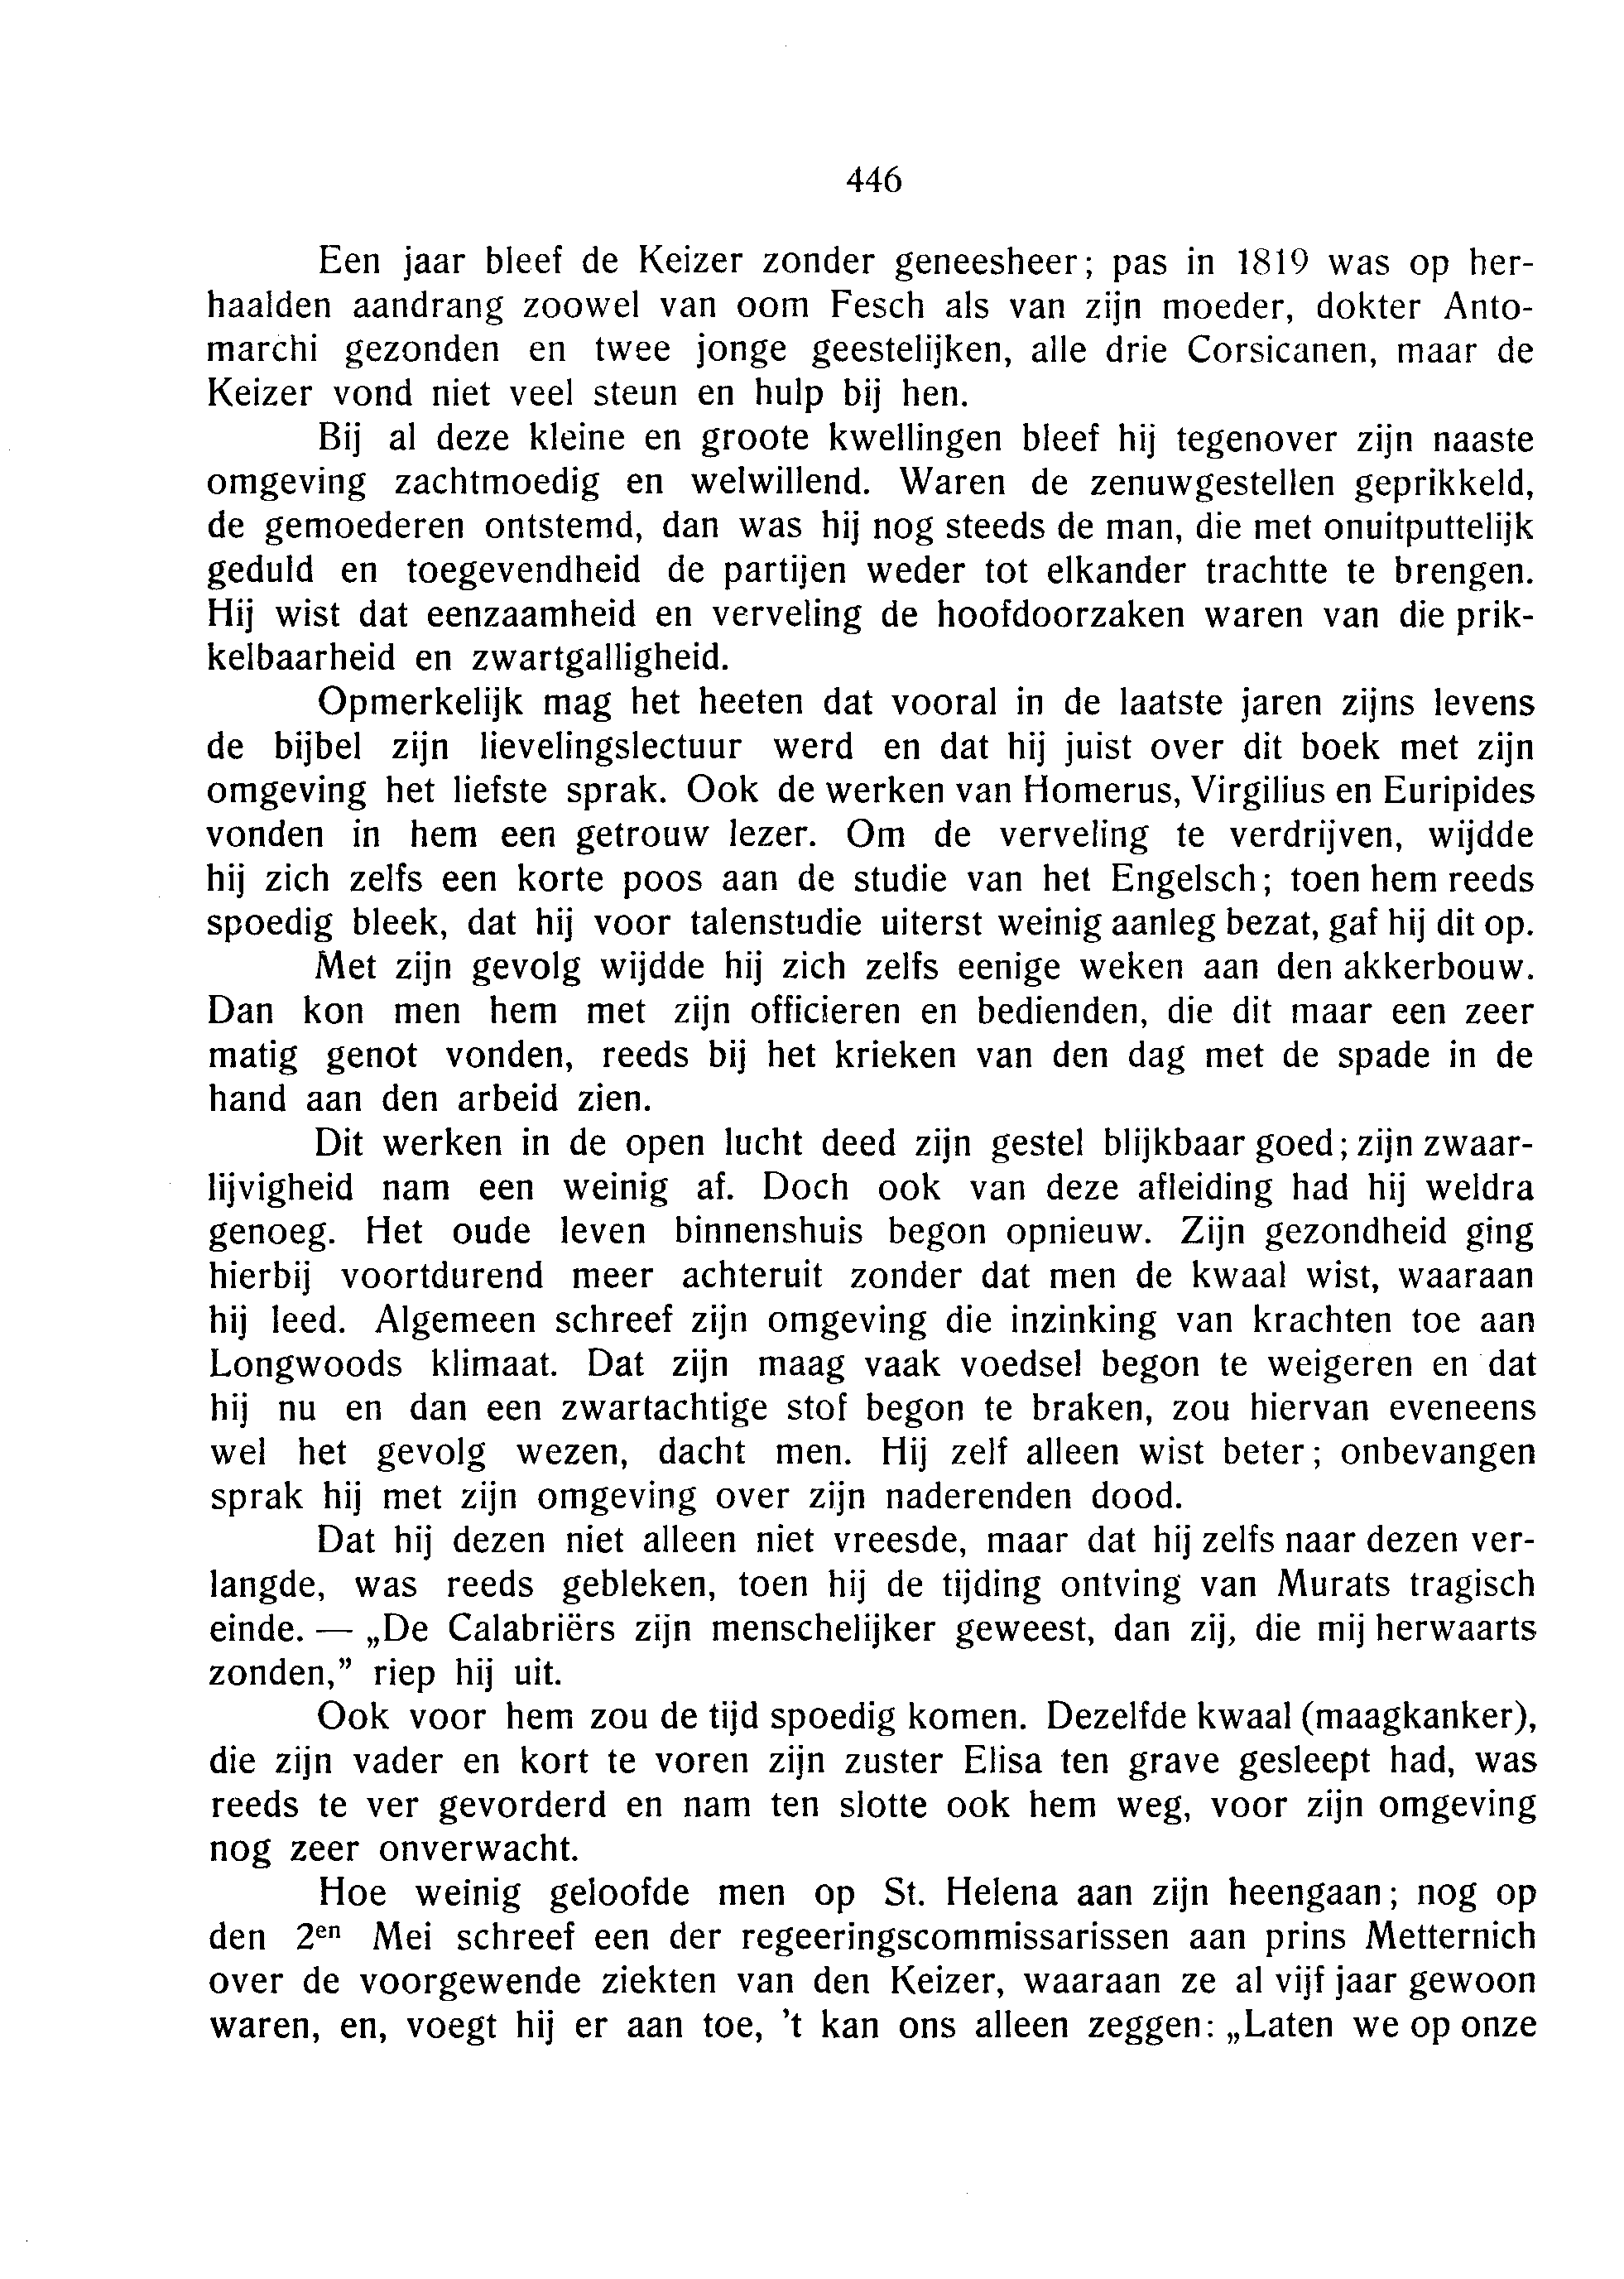 446
Een jaar bleef de Keizer zonder geneesheer; pas in 1819 was op her-
haalden aandrang zoowel van oom Fesch als van zijn moeder, dokter Anto-
marchi gezonden en twee jonge geestelijken, alle drie Corsicanen, maar de
Keizer vond niet veel steun en hulp bij hen.
Bij al deze kleine en groote kwellingen bleef hij tegenover zijn naaste
omgeving zachtmoedig en welwillend. Waren de zenuwgestellen geprikkeld,
de gemoederen ontstemd, dan was hij nog steeds de man, die met onuitputtelijk
geduld en toegevendheid de partijen weder tot elkander trachtte te brengen.
Hij wist dat eenzaamheid en verveling de hoofdoorzaken waren van die prik-
kelbaarheid en zwartgalligheid.
Opmerkelijk mag het heeten dat vooral in de laatste jaren zijns levens
de bijbel zijn lievelingslectuur werd en dat hij juist over dit boek met zijn
omgeving het liefste sprak. Ook de werken van Homerus, Virgilius en Euripides
vonden in hem een getrouw lezer. Om de verveling te verdrijven, wijdde
hij zich zelfs een korte poos aan de studie van het Engelsch; toen hem reeds
spoedig bleek, dat hij voor talenstudie uiterst weinig aanleg bezat, gaf hij dit op.
Met zijn gevolg wijdde hij zich zelfs eenige weken aan den akkerbouw.
Dan kon men hem met zijn officieren en bedienden, die dit maar een zeer
matig genot vonden, reeds bij het krieken van den dag met de spade in de
hand aan den arbeid zien.
Dit werken in de open lucht deed zijn gestel blijkbaar goed; zijn zwaar-
lijvigheid nam een weinig af. Doch ook van deze afleiding had hij weldra
genoeg. Het oude leven binnenshuis begon opnieuw. Zijn gezondheid ging
hierbij voortdurend meer achteruit zonder dat men de kwaal wist, waaraan
hij leed. Algemeen schreef zijn omgeving die inzinking van krachten toe aan
Longwoods klimaat. Dat zijn maag vaak voedsel begon te weigeren en dat
hij nu en dan een zwartachtige stof begon te braken, zou hiervan eveneens
wel het gevolg wezen, dacht men. Hij zelf alleen wist beter; onbevangen
sprak hij met zijn omgeving over zijn naderenden dood.
Dat hij dezen niet alleen niet vreesde, maar dat hij zelfs naar dezen ver-
langde, was reeds gebleken, toen hij de tijding ontving van Murats tragisch
einde. — „De Calabriërs zijn menschelijker geweest, dan zij, die mij herwaarts
zonden,” riep hij uit.
Ook voor hem zou de tijd spoedig komen. Dezelfde kwaal (maagkanker),
die zijn vader en kort te voren zijn zuster Elisa ten grave gesleept had, was
reeds te ver gevorderd en nam ten slotte ook hem weg, voor zijn omgeving
nog zeer onverwacht.
Hoe weinig geloofde men op St. Helena aan zijn heengaan; nog op
den 2en Mei schreef een der regeeringscommissarissen aan prins Metternich
over de voorgewende ziekten van den Keizer, waaraan ze al vijf jaar gewoon
waren, en, voegt hij er aan toe, ’t kan ons alleen zeggen: „Laten we op onze